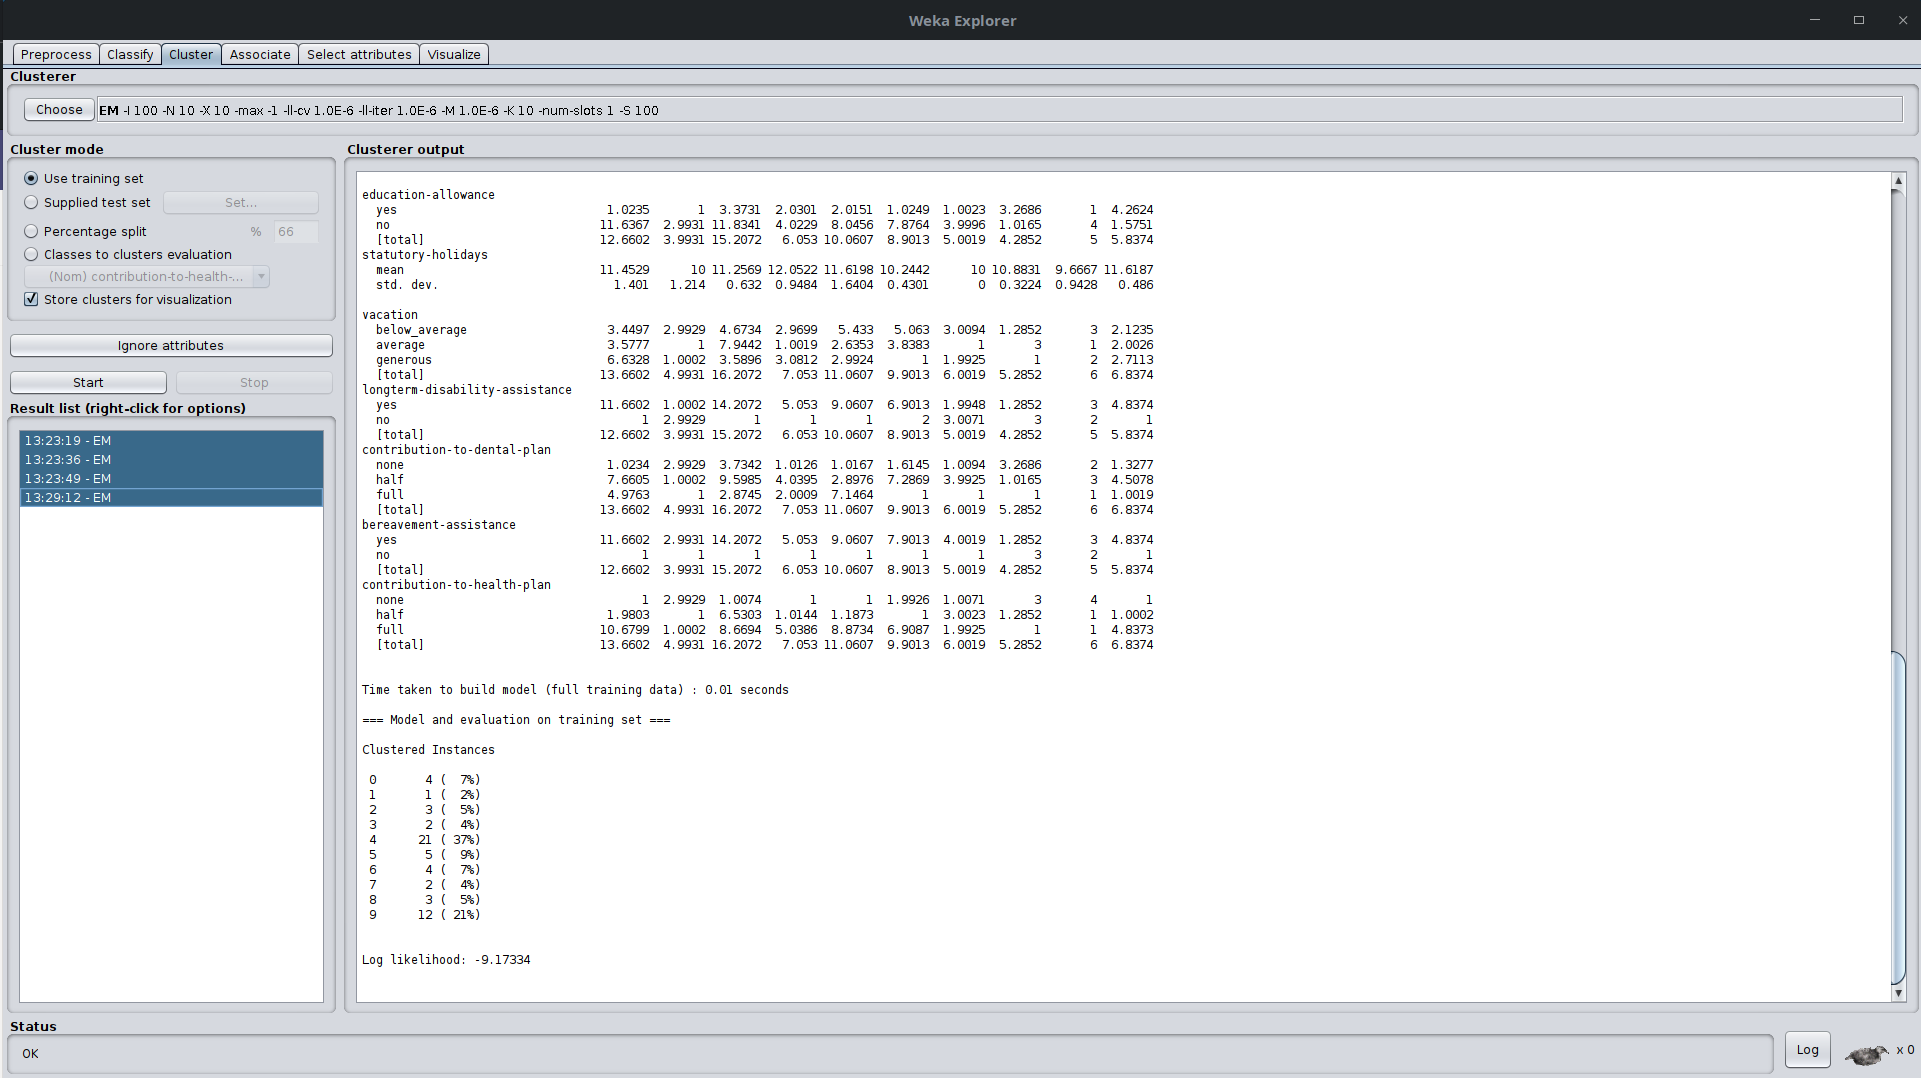 Weka Explorer
Preprocess Classify Cluster Associate Select attributes Visualize
Clusterer
Choose EM -I 100 -N 10 -X 10 -max -1 -ll-cv 1.0E-6 -ll-iter 1.0E-6 -M 1.0E-6 -K 10 -num-slots 1 -S 100
Cluster mode
Use training set
Supplied test set Set...
Percentage split % 66
Classes to clusters evaluation
(Nom) contribution-to-health-...
Store clusters for visualization
Ignore attributes
Start Stop
Result list (right-click for options)
13:23:19 - EM
13:23:36 - EM
13:23:49 - EM
13:29:12 - EM
Clusterer output
education-allowance
yes 1.0235 1 3.3731 2.0301 2.0151 1.0249 1.0023 3.2686 1 4.2624
no 11.6367 2.9931 11.8341 4.0229 8.0456 7.8764 3.9996 1.0165 4 1.5751
[total] 12.6602 3.9931 15.2072 6.053 10.0607 8.9013 5.0019 4.2852 5 5.8374
statutory-holidays
mean 11.4529 10 11.2569 12.0522 11.6198 10.2442 10 10.8831 9.6667 11.6187
std. dev. 1.401 1.214 0.632 0.9484 1.6404 0.4301 0 0.3224 0.9428 0.486
vacation
below_average 3.4497 2.9929 4.6734 2.9699 5.433 5.063 3.0094 1.2852 3 2.1235
average 3.5777 1 7.9442 1.0019 2.6353 3.8383 1 3 1 2.0026
generous 6.6328 1.0002 3.5896 3.0812 2.9924 1 1.9925 1 2 2.7113
[total] 13.6602 4.9931 16.2072 7.053 11.0607 9.9013 6.0019 5.2852 6 6.8374
longterm-disability-assistance
yes 11.6602 1.0002 14.2072 5.053 9.0607 6.9013 1.9948 1.2852 3 4.8374
no 1 2.9929 1 1 1 2 3.0071 3 2 1
[total] 12.6602 3.9931 15.2072 6.053 10.0607 8.9013 5.0019 4.2852 5 5.8374
contribution-to-dental-plan
none 1.0234 2.9929 3.7342 1.0126 1.0167 1.6145 1.0094 3.2686 2 1.3277
half 7.6605 1.0002 9.5985 4.0395 2.8976 7.2869 3.9925 1.0165 3 4.5078
full 4.9763 1 2.8745 2.0009 7.1464 1 1 1 1 1.0019
[total] 13.6602 4.9931 16.2072 7.053 11.0607 9.9013 6.0019 5.2852 6 6.8374
bereavement-assistance
yes 11.6602 2.9931 14.2072 5.053 9.0607 7.9013 4.0019 1.2852 3 4.8374
no 1 1 1 1 1 1 1 3 2 1
[total] 12.6602 3.9931 15.2072 6.053 10.0607 8.9013 5.0019 4.2852 5 5.8374
contribution-to-health-plan
none 1 2.9929 1.0074 1 1 1.9926 1.0071 3 4 1
half 1.9803 1 6.5303 1.0144 1.1873 1 3.0023 1.2852 1 1.0002
full 10.6799 1.0002 8.6694 5.0386 8.8734 6.9087 1.9925 1 1 4.8373
[total] 13.6602 4.9931 16.2072 7.053 11.0607 9.9013 6.0019 5.2852 6 6.8374
Time taken to build model (full training data) : 0.01 seconds
=== Model and evaluation on training set ===
Clustered Instances
0 4 ( 7%)
1 1 ( 2%)
2 3 ( 5%)
3 2 ( 4%)
4 21 ( 37%)
5 5 ( 9%)
6 4 ( 7%)
7 2 ( 4%)
8 3 ( 5%)
9 12 ( 21%)
Log likelihood: -9.17334
Status
OK
Log x 0